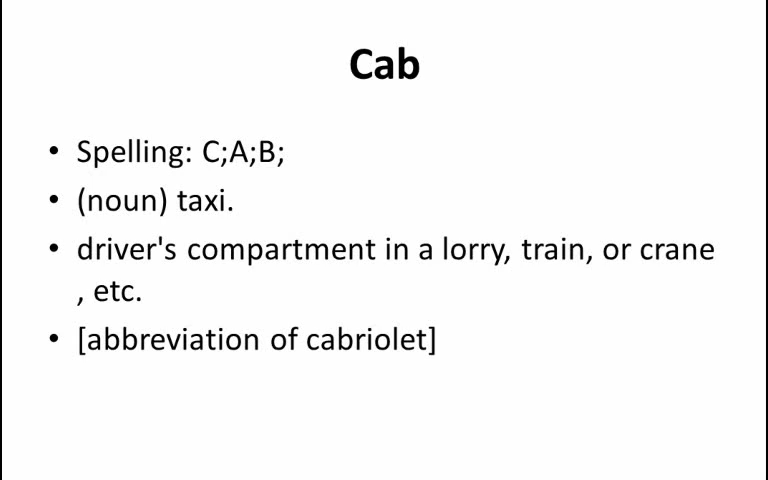 Cab
• Spelling: C;A;B;
• (noun) taxi.
• driver's compartment in a lorry, train, or crane
, etc.
• [abbreviation of cabriolet]